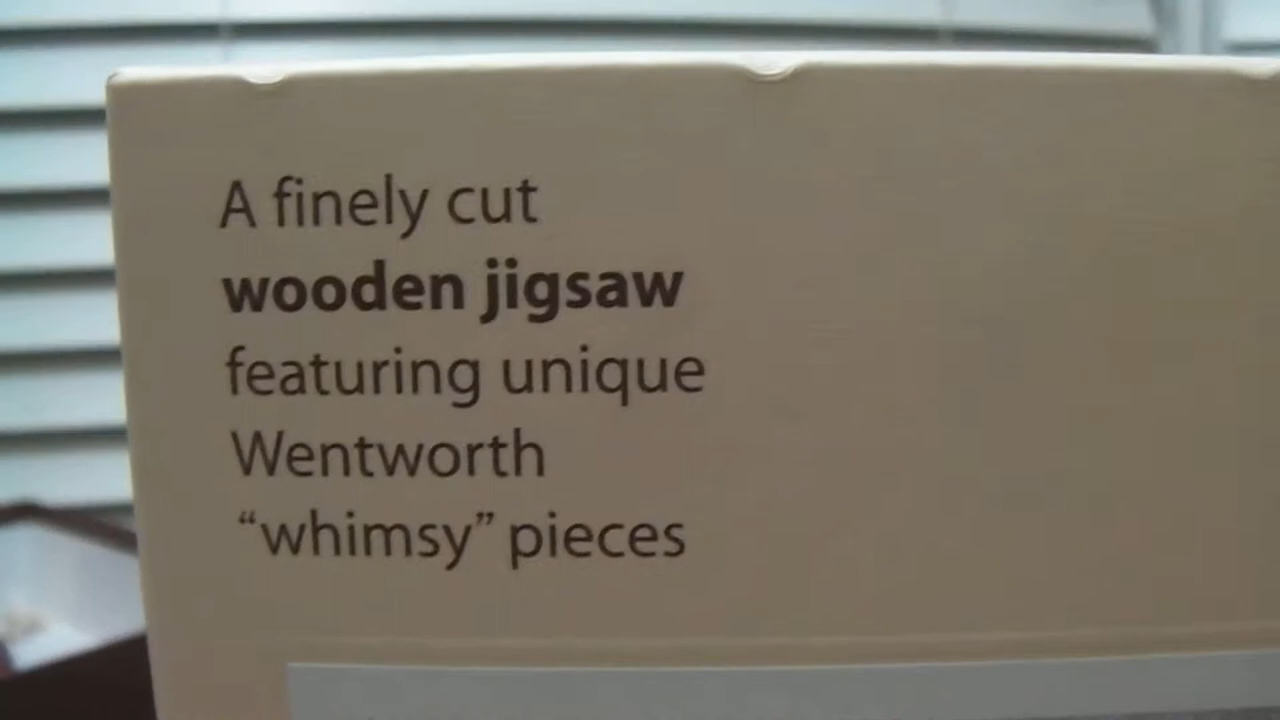 A finely cut
wooden jigsaw
featuring unique
Wentworth
“whimsy” pieces